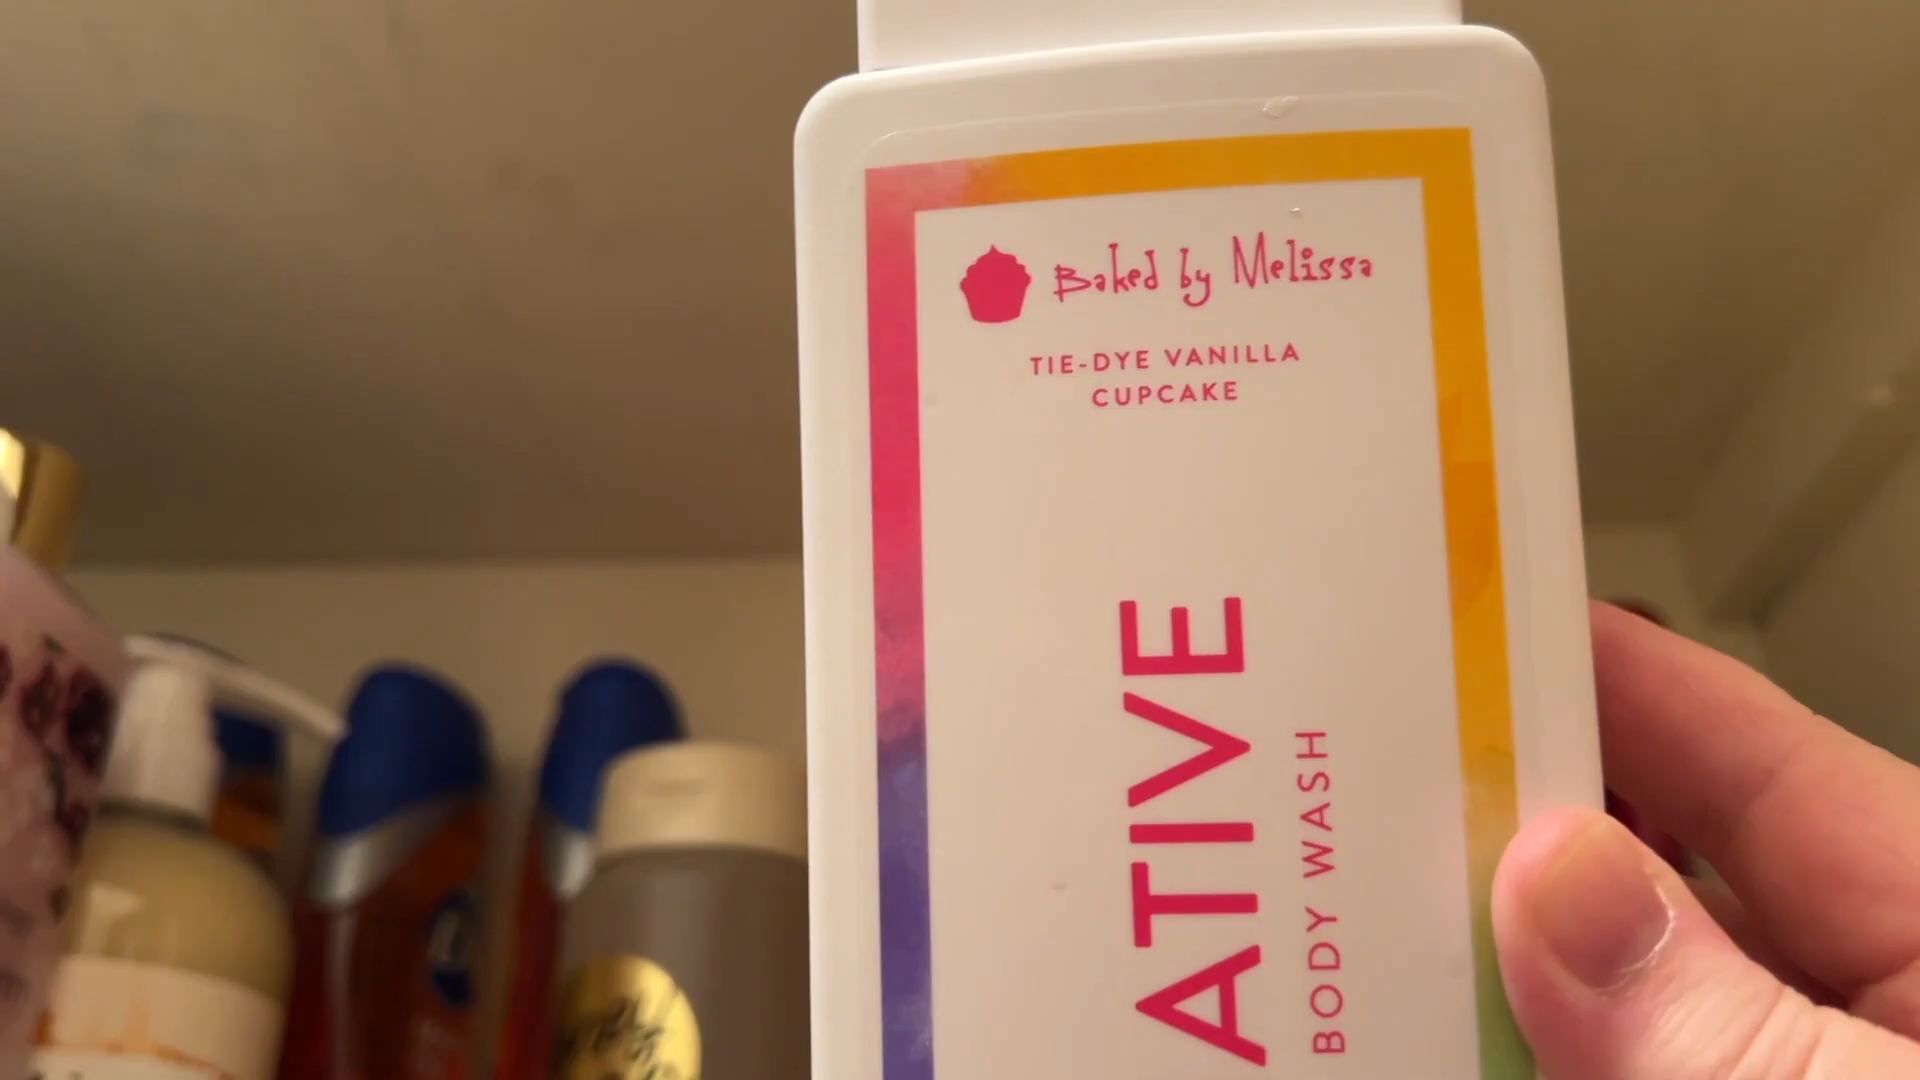 Baked by Melissa
TIE-DYE VANILLA
CUPCAKE
ATIVE
BODY WASH